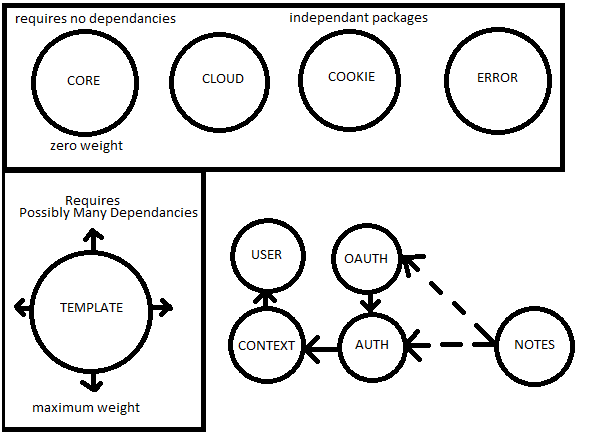 requires no dependancies
independant packages
CORE
CLOUD
COOKIE
ERROR
zero weight
Requires
Possibly Many Dependancies
TEMPLATE
maximum weight
USER
OAUTH
CONTEXT
AUTH
NOTES